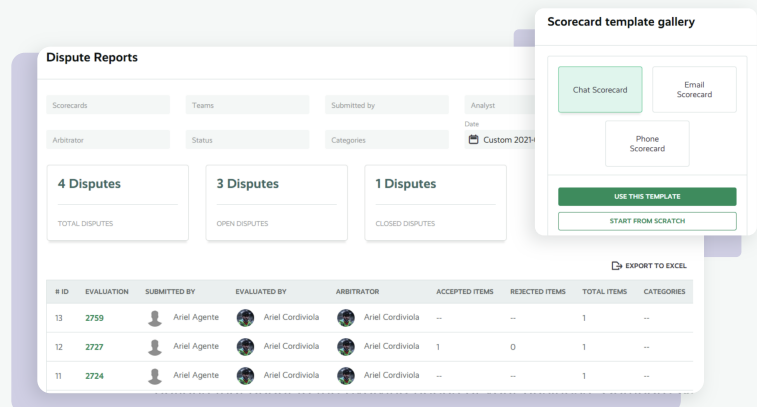 Scorecard template gallery
Chat Scorecard
Email
Scorecard
Phone
Scorecard
USE THIS TEMPLATE
START FROM SCRATCH
Dispute Reports
Scorecards
Teams
Submitted by
Analyst
Arbitrator
Status
Categories
Date
Custom 2021-
4 Disputes
TOTAL DISPUTES
3 Disputes
OPEN DISPUTES
1 Disputes
CLOSED DISPUTES
EXPORT TO EXCEL
# ID EVALUATION SUBMITTED BY EVALUATED BY ARBITRATOR ACCEPTED ITEMS REJECTED ITEMS TOTAL ITEMS CATEGORIES
13 2759 Ariel Agente Ariel Cordiviola Ariel Cordiviola -- -- 1 --
12 2727 Ariel Agente Ariel Cordiviola Ariel Cordiviola 1 0 1 --
11 2724 Ariel Agente Ariel Cordiviola Ariel Cordiviola -- -- 1 --